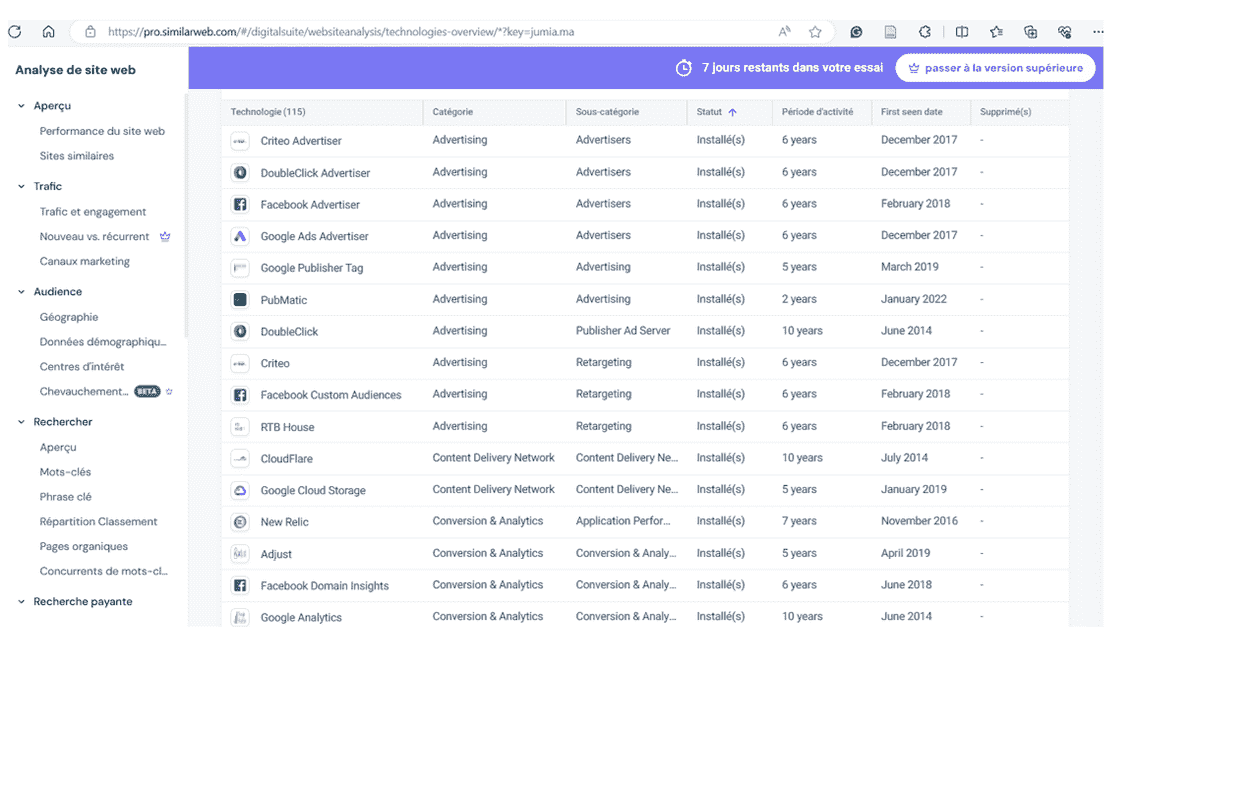 https://pro.similarweb.com/#/digitalsuite/websiteanalysis/technologies-overview/*?key=jumia.ma
Analyse de site web
7 jours restants dans votre essai
passer à la version supérieure
Aperçu
Performance du site web
Sites similaires
Trafic
Trafic et engagement
Nouveau vs. récurrent
Canaux marketing
Audience
Géographie
Données démographiqu...
Centres d'intérêt
Chevauchement... BETA
Rechercher
Aperçu
Mots-clés
Phrase clé
Répartition Classement
Pages organiques
Concurrents de mots-cl...
Recherche payante
Technologie (115) Catégorie Sous-catégorie Statut Période d'activité First seen date Supprimé(s)
Criteo Advertiser Advertising Advertisers Installé(s) 6 years December 2017 -
DoubleClick Advertiser Advertising Advertisers Installé(s) 6 years December 2017 -
Facebook Advertiser Advertising Advertisers Installé(s) 6 years February 2018 -
Google Ads Advertiser Advertising Advertisers Installé(s) 6 years December 2017 -
Google Publisher Tag Advertising Advertising Installé(s) 5 years March 2019 -
PubMatic Advertising Advertising Installé(s) 2 years January 2022 -
DoubleClick Advertising Publisher Ad Server Installé(s) 10 years June 2014 -
Criteo Advertising Retargeting Installé(s) 6 years December 2017 -
Facebook Custom Audiences Advertising Retargeting Installé(s) 6 years February 2018 -
RTB House Advertising Retargeting Installé(s) 6 years February 2018 -
CloudFlare Content Delivery Network Content Delivery Ne... Installé(s) 10 years July 2014 -
Google Cloud Storage Content Delivery Network Content Delivery Ne... Installé(s) 5 years January 2019 -
New Relic Conversion & Analytics Application Perfor... Installé(s) 7 years November 2016 -
Adjust Conversion & Analytics Conversion & Analy... Installé(s) 5 years April 2019 -
Facebook Domain Insights Conversion & Analytics Conversion & Analy... Installé(s) 6 years June 2018 -
Google Analytics Conversion & Analytics Conversion & Analy... Installé(s) 10 years June 2014 -